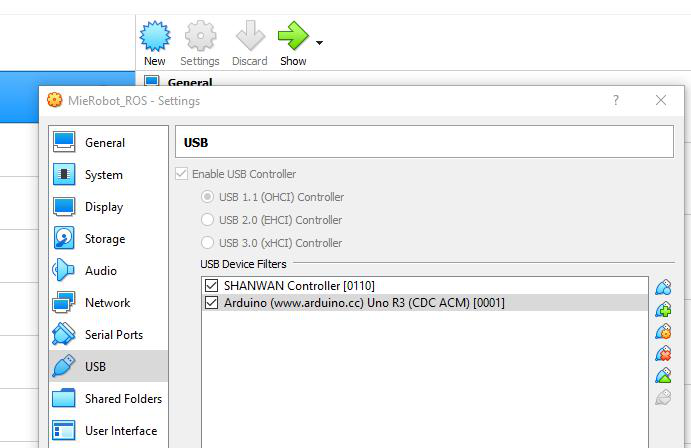 New Settings Discard Show
General
MieRobot_ROS - Settings ?
General
System
Display
Storage
Audio
Network
Serial Ports
USB
Shared Folders
User Interface
USB
Enable USB Controller
USB 1.1 (OHCI) Controller
USB 2.0 (EHCI) Controller
USB 3.0 (xHCI) Controller
USB Device Filters
SHANWAN Controller [0110]
Arduino (www.arduino.cc) Uno R3 (CDC ACM) [0001]